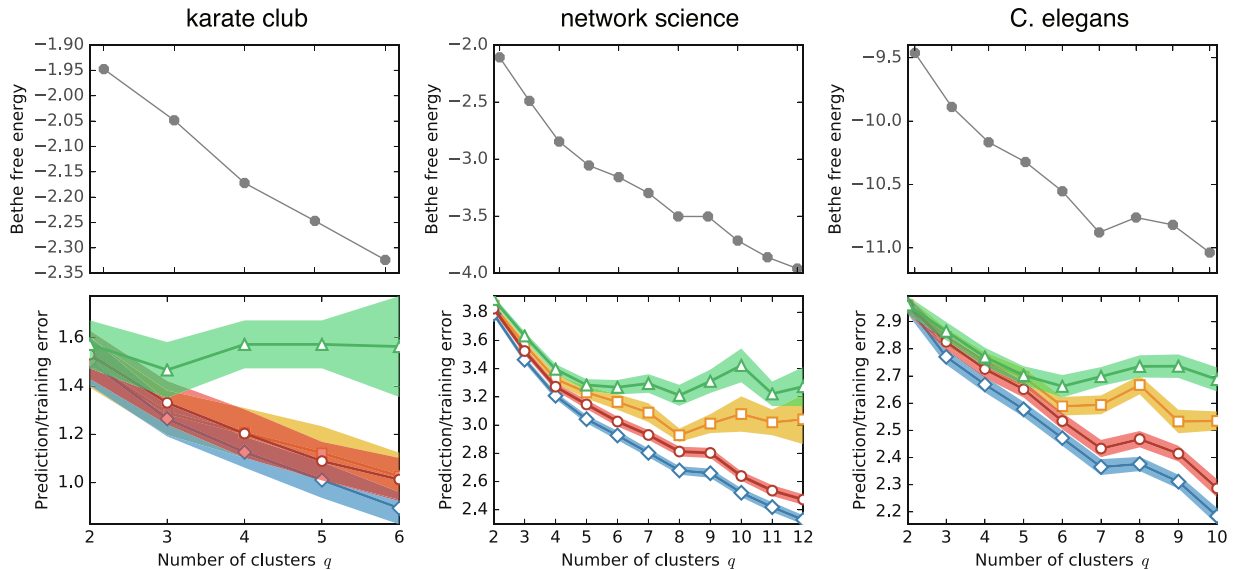 karate club
network science
C. elegans
Bethe free energy
−1.90
−1.95
−2.00
−2.05
−2.10
−2.15
−2.20
−2.25
−2.30
−2.35
Bethe free energy
−2.0
−2.5
−3.0
−3.5
−4.0
Bethe free energy
−9.5
−10.0
−10.5
−11.0
Prediction/training error
1.6
1.4
1.2
1.0
2 3 4 5 6
Number of clusters q
Prediction/training error
3.8
3.6
3.4
3.2
3.0
2.8
2.6
2.4
2 3 4 5 6 7 8 9 10 11 12
Number of clusters q
Prediction/training error
2.9
2.8
2.7
2.6
2.5
2.4
2.3
2.2
2 3 4 5 6 7 8 9 10
Number of clusters q